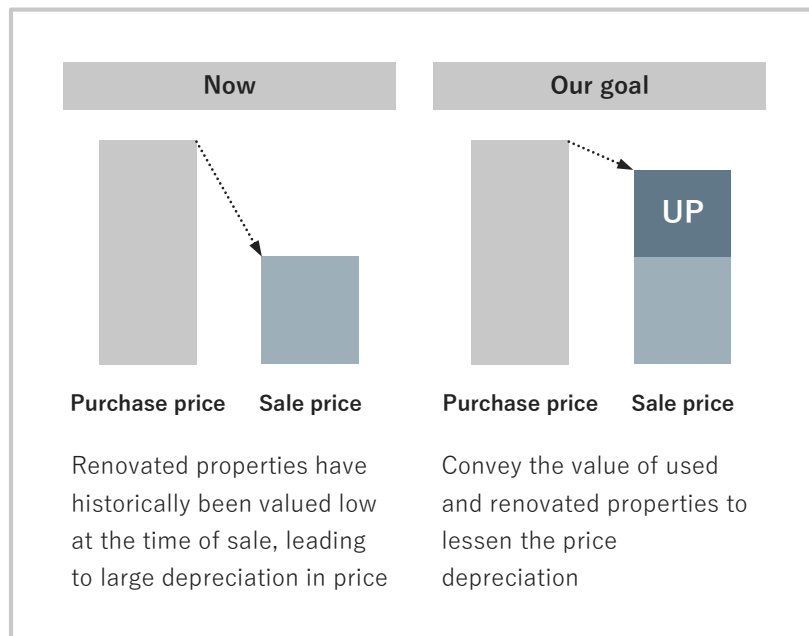 Now
Purchase price
Sale price
Renovated properties have
historically been valued low
at the time of sale, leading
to large depreciation in price
Our goal
UP
Purchase price
Sale price
Convey the value of used
and renovated properties to
lessen the price
depreciation